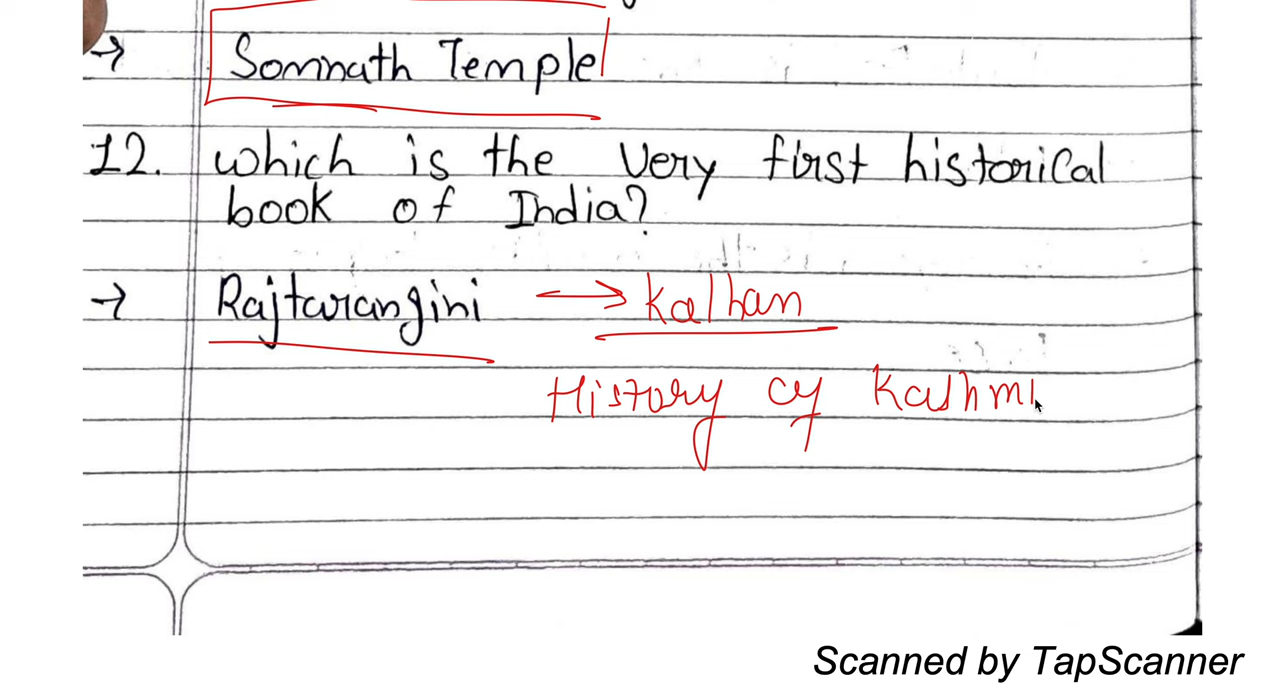 → Somnath Temple
12. which is the very first historical
book of India?
→ Rajtarangini → Kalhan
History of Kashmi
Scanned by TapScanner